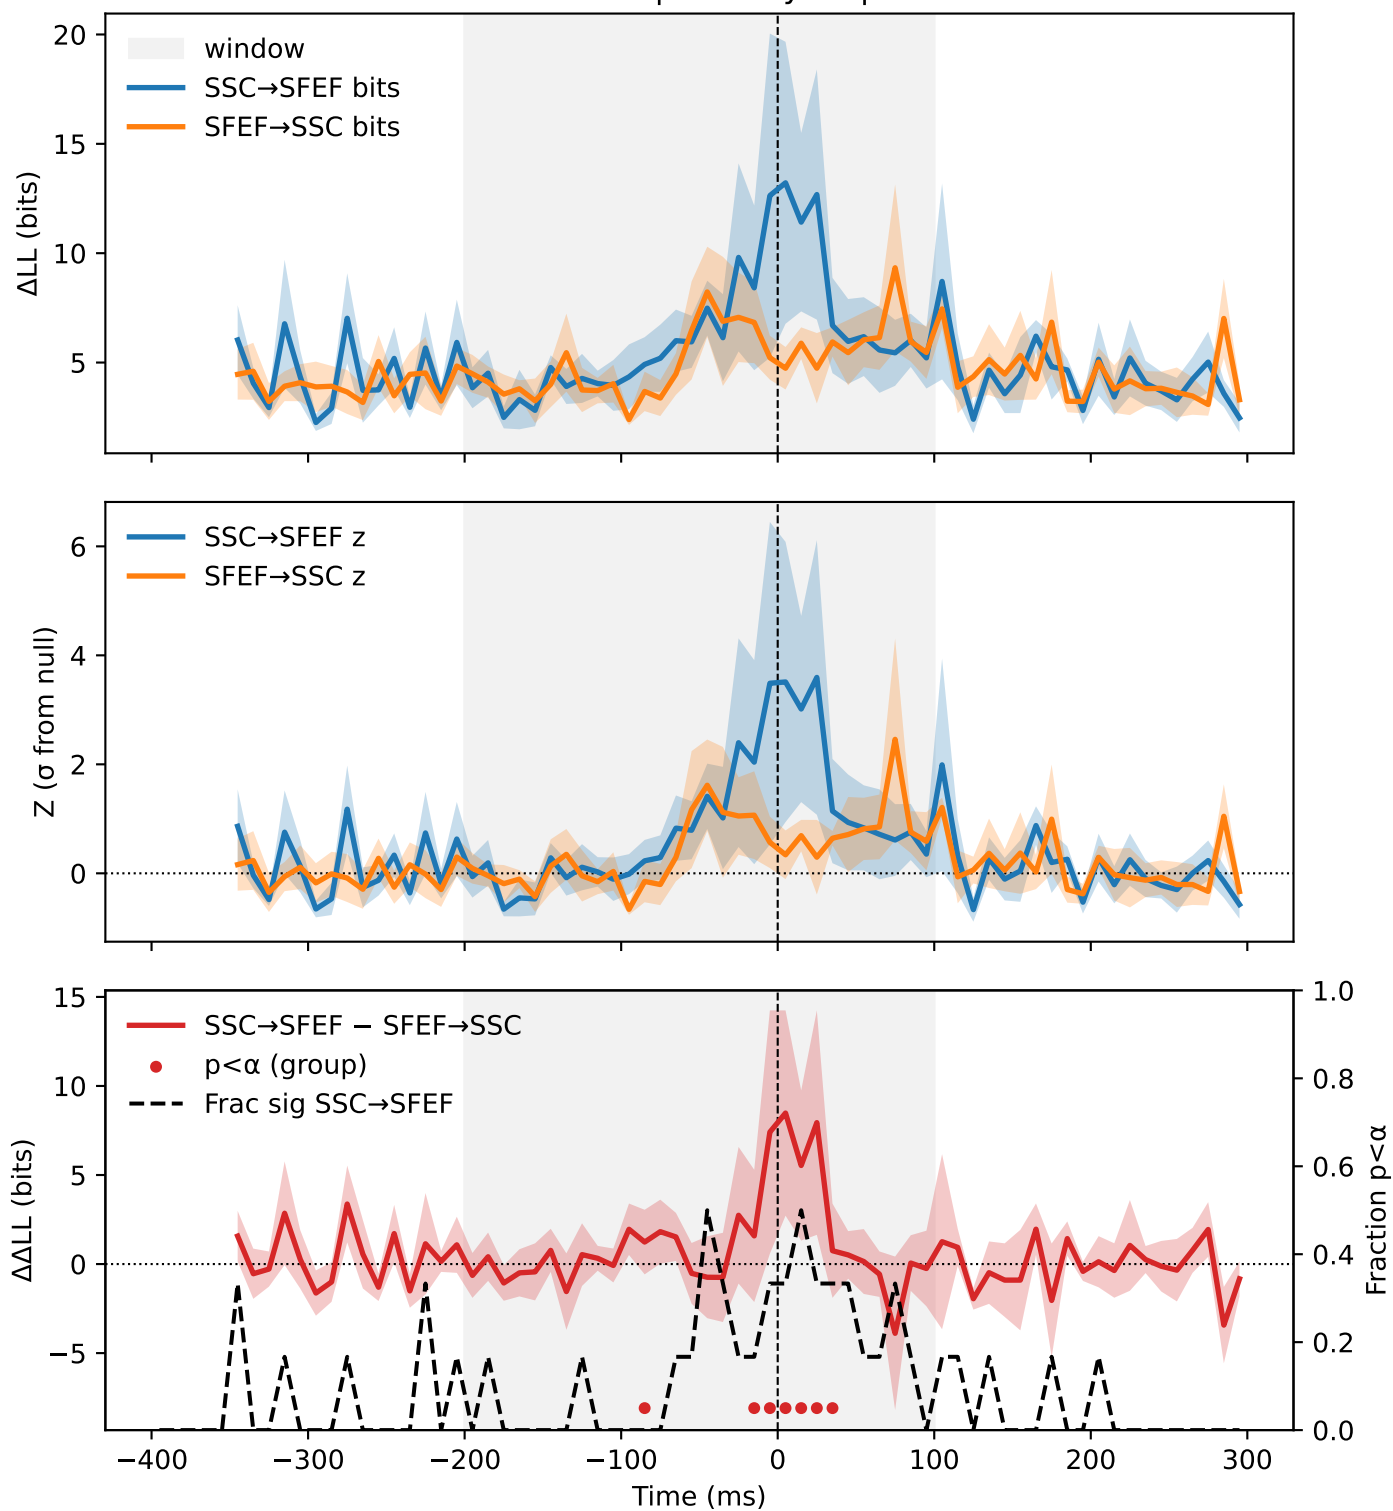 20
15
10
5
ΔLL (bits)
window
SSC→SFEF bits
SFEF→SSC bits
6
4
2
0
Z (σ from null)
SSC→SFEF z
SFEF→SSC z
15
10
5
0
−5
ΔΔLL (bits)
SSC→SFEF − SFEF→SSC
p<α (group)
Frac sig SSC→SFEF
1.0
0.8
0.6
0.4
0.2
0.0
Fraction p<α
−400 −300 −200 −100 0 100 200 300
Time (ms)